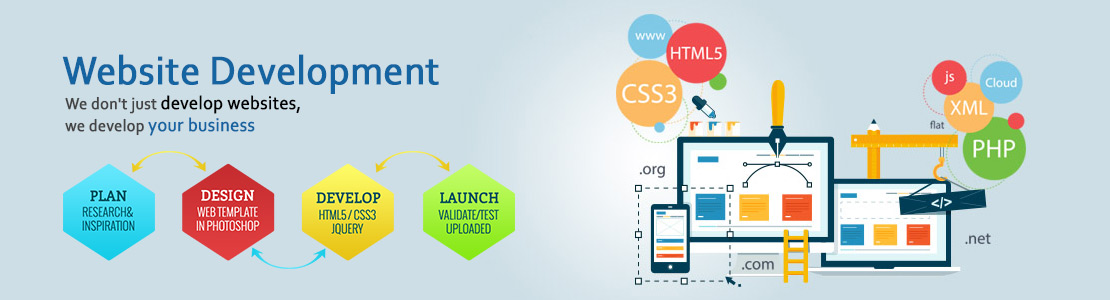 Website Development
We don't just develop websites,
we develop your business
PLAN
RESEARCH&
INSPIRATION
DESIGN
WEB TEMPLATE
IN PHOTOSHOP
DEVELOP
HTML5 / CSS3
JQUERY
LAUNCH
VALIDATE/TEST
UPLOADED
www
HTML5
CSS3
js
Cloud
XML
flat
PHP
.org
</>
.net
.com